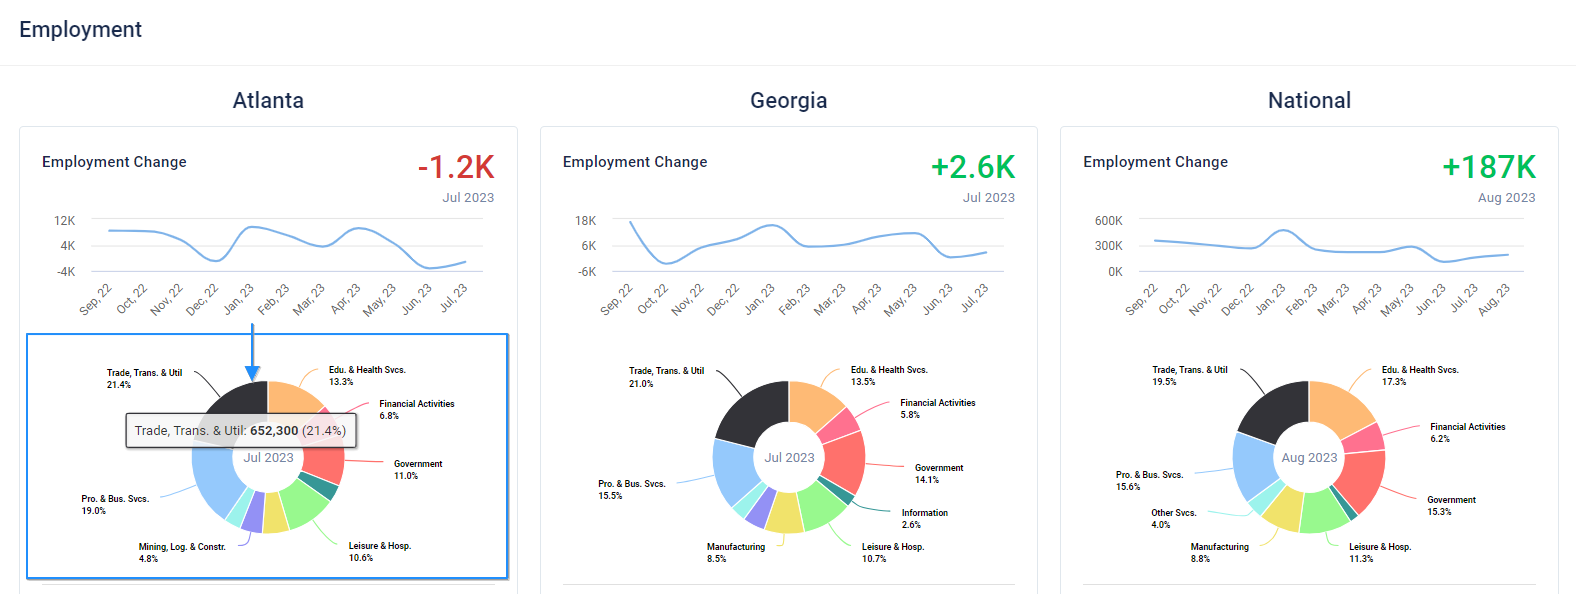 Employment
Atlanta
Employment Change
-1.2K
Jul 2023
12K
4K
-4K
Sep, 22
Oct, 22
Nov, 22
Dec, 22
Jan, 23
Feb, 23
Mar, 23
Apr, 23
May, 23
Jun, 23
Jul, 23
Trade, Trans. & Util
21.4%
Edu. & Health Svcs.
13.3%
Financial Activities
6.8%
Trade, Trans. & Util: 652,300 (21.4%)
Jul 2023
Government
11.0%
Pro. & Bus. Svcs.
19.0%
Mining, Log. & Constr.
4.8%
Leisure & Hosp.
10.6%
Georgia
Employment Change
+2.6K
Jul 2023
18K
6K
-6K
Sep, 22
Oct, 22
Nov, 22
Dec, 22
Jan, 23
Feb, 23
Mar, 23
Apr, 23
May, 23
Jun, 23
Jul, 23
Trade, Trans. & Util
21.0%
Edu. & Health Svcs.
13.5%
Financial Activities
5.8%
Jul 2023
Government
14.1%
Pro. & Bus. Svcs.
15.5%
Information
2.6%
Manufacturing
8.5%
Leisure & Hosp.
10.7%
National
Employment Change
+187K
Aug 2023
600K
300K
0K
Sep, 22
Oct, 22
Nov, 22
Dec, 22
Jan, 23
Feb, 23
Mar, 23
Apr, 23
May, 23
Jun, 23
Jul, 23
Aug, 23
Trade, Trans. & Util
19.5%
Edu. & Health Svcs.
17.3%
Financial Activities
6.2%
Aug 2023
Pro. & Bus. Svcs.
15.6%
Government
15.3%
Other Svcs.
4.0%
Manufacturing
8.8%
Leisure & Hosp.
11.3%